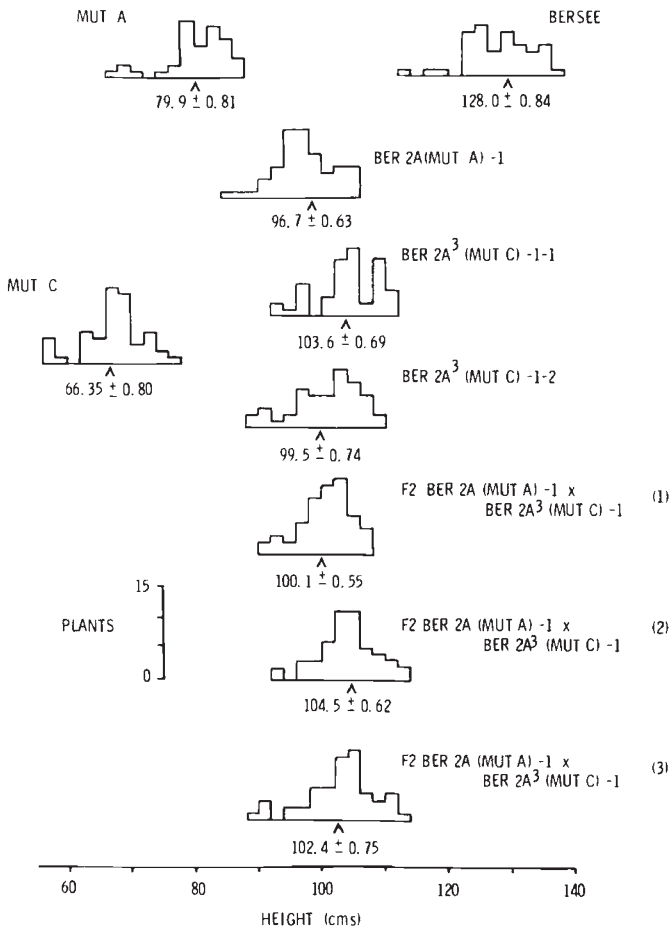 MUT A
BERSEE
79.9 ± 0.81
128.0 ± 0.84
BER 2A(MUT A) -1
96.7 ± 0.63
BER 2A³ (MUT C) -1-1
MUT C
103.6 ± 0.69
66.35 ± 0.80
BER 2A³ (MUT C) -1-2
99.5 ± 0.74
F2 BER 2A (MUT A) -1 x (1)
BER 2A³ (MUT C) -1
100.1 ± 0.55
15
PLANTS
0
F2 BER 2A (MUT A) -1 x (2)
BER 2A³ (MUT C) -1
104.5 ± 0.62
F2 BER 2A (MUT A) -1 x (3)
BER 2A³ (MUT C) -1
102.4 ± 0.75
60 80 100 120 140
HEIGHT (cms)